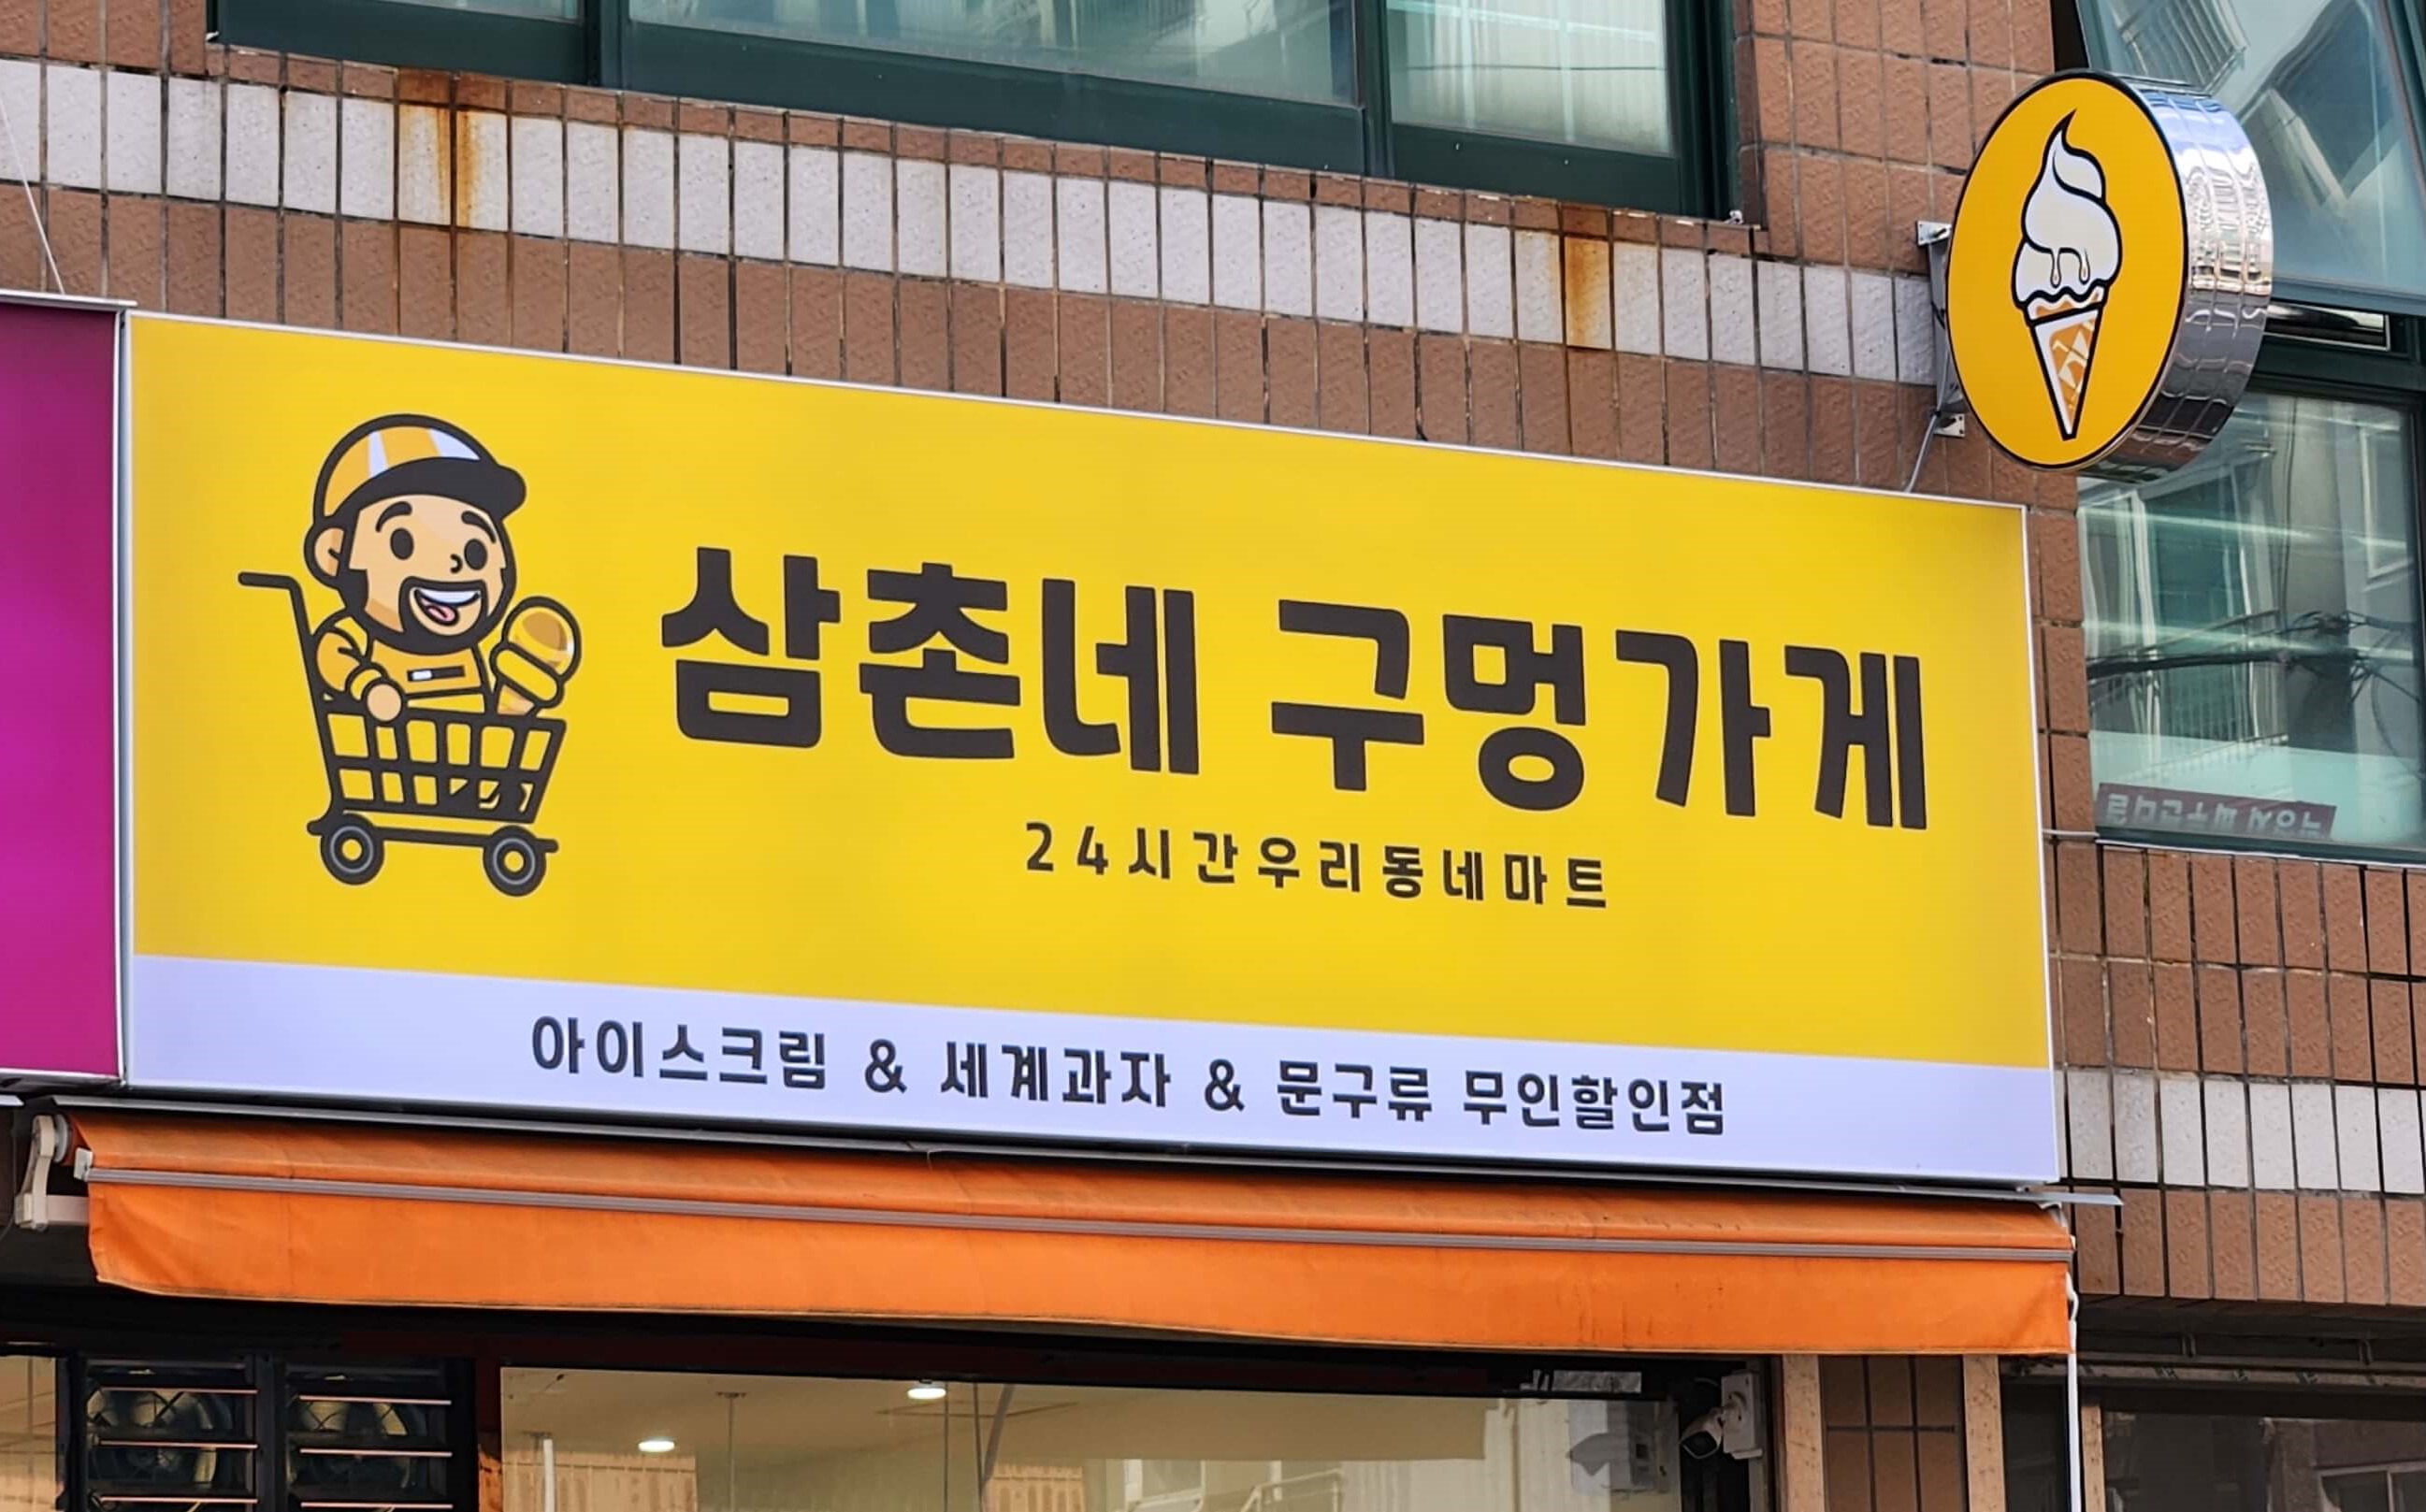 삼촌네 구멍가게
24시간우리동네마트
아이스크림 & 세계과자 & 문구류 무인할인점